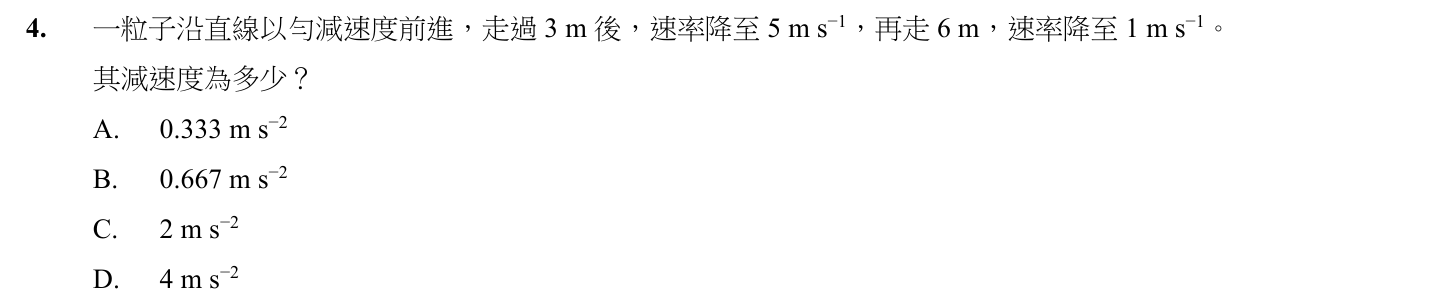 4. 一粒子沿直線以勻減速度前進，走過 3 m 後，速率降至 5 m s⁻¹，再走 6 m，速率降至 1 m s⁻¹。
其減速度為多少？
A. 0.333 m s⁻²
B. 0.667 m s⁻²
C. 2 m s⁻²
D. 4 m s⁻²